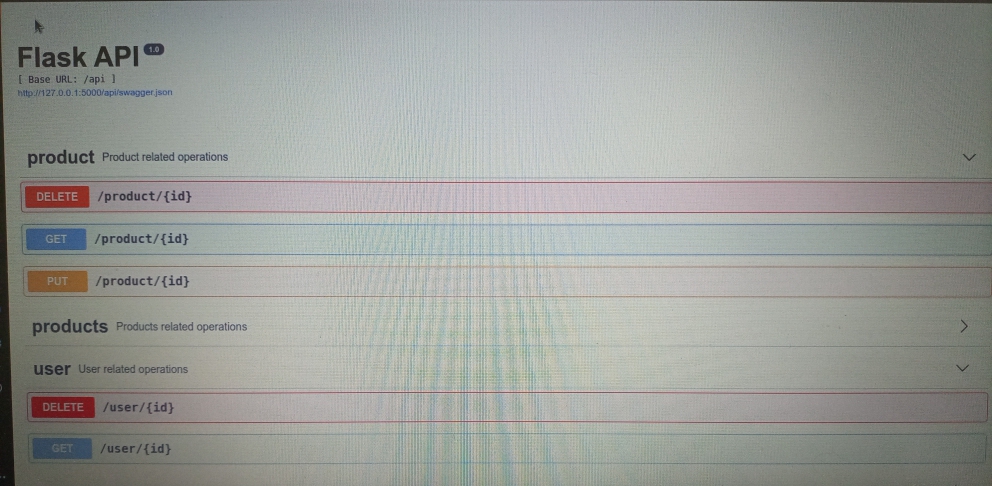 Flask API 1.0
[ Base URL: /api ]
http://127.0.0.1:5000/api/swagger.json
product Product related operations
DELETE /product/{id}
GET /product/{id}
PUT /product/{id}
products Products related operations
user User related operations
DELETE /user/{id}
GET /user/{id}